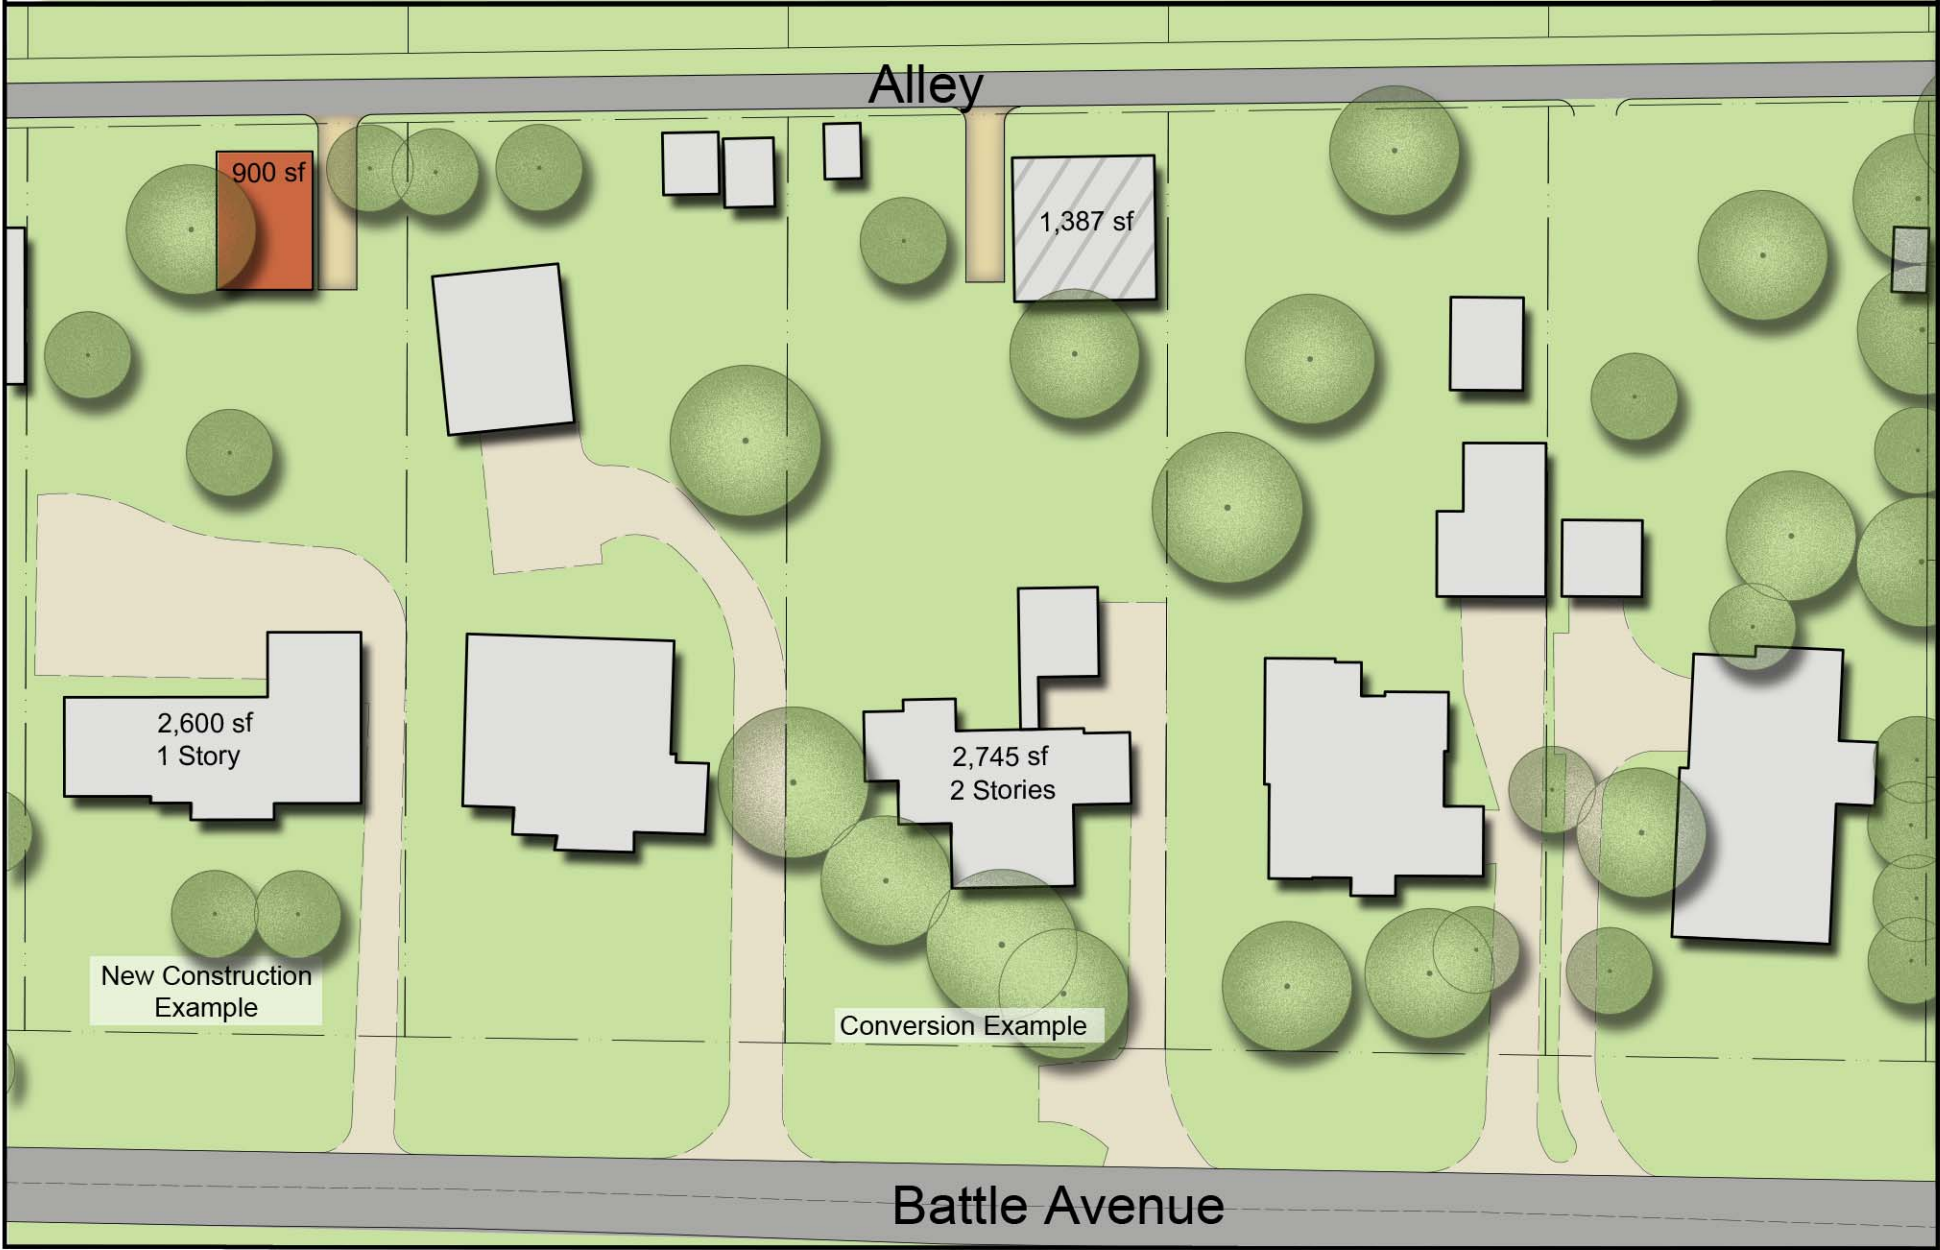 Alley
900 sf
1,387 sf
2,600 sf
1 Story
2,745 sf
2 Stories
New Construction
Example
Conversion Example
Battle Avenue